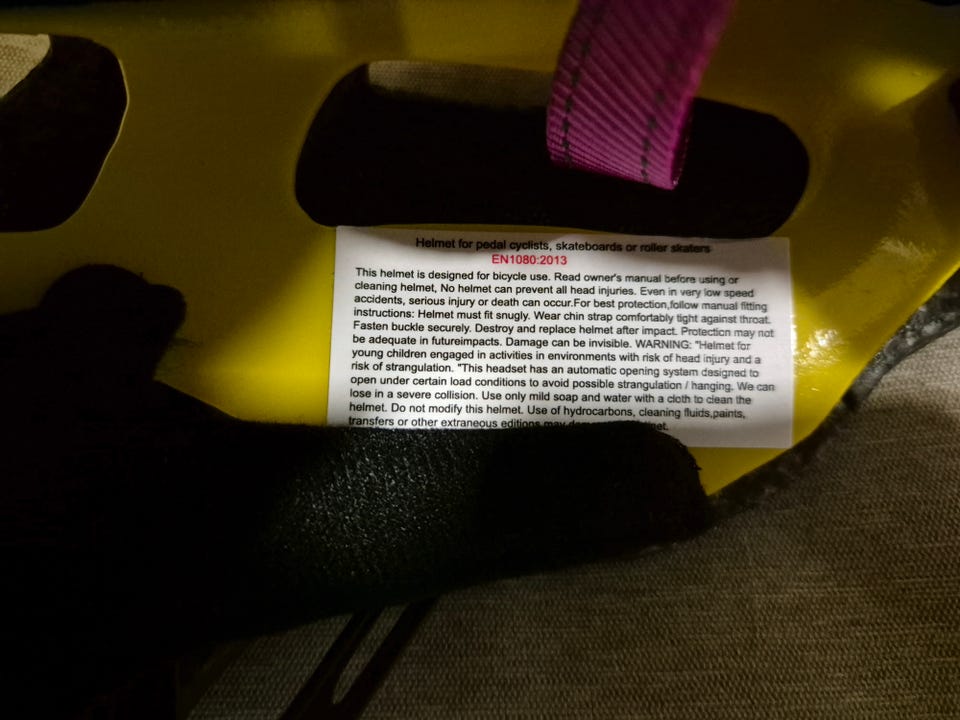 Helmet for pedal cyclists, skateboards or roller skaters
EN1080:2013
This helmet is designed for bicycle use. Read owner's manual before using or
cleaning helmet, No helmet can prevent all head injuries. Even in very low speed
accidents, serious injury or death can occur.For best protection,follow manual fitting
instructions: Helmet must fit snugly. Wear chin strap comfortably tight against throat.
Fasten buckle securely. Destroy and replace helmet after impact. Protection may not
be adequate in futureimpacts. Damage can be invisible. WARNING: "Helmet for
young children engaged in activities in environments with risk of head injury and a
risk of strangulation. "This headset has an automatic opening system designed to
open under certain load conditions to avoid possible strangulation / hanging. We can
lose in a severe collision. Use only mild soap and water with a cloth to clean the
helmet. Do not modify this helmet. Use of hydrocarbons, cleaning fluids,paints,
transfers or other extraneous editions may